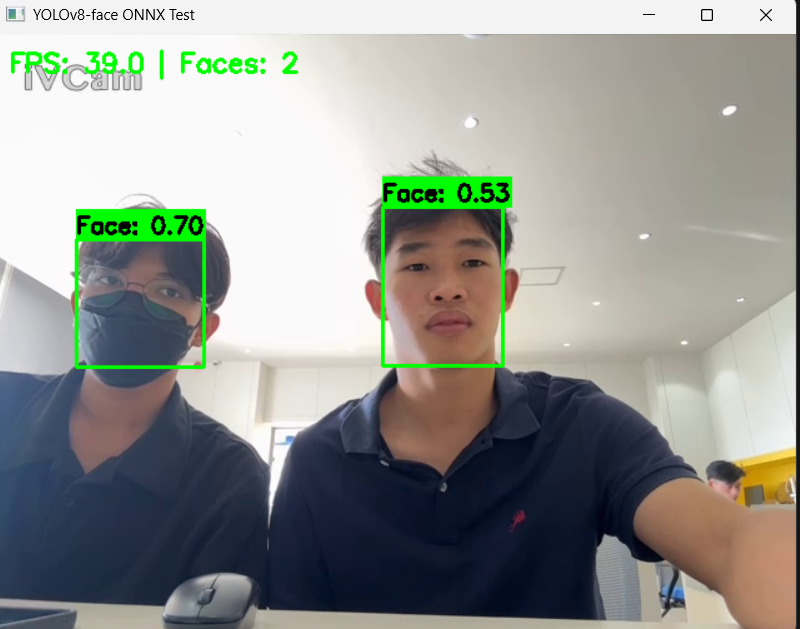 YOLOv8-face ONNX Test
FPS: 39.0 | Faces: 2
iVCam
Face: 0.53
Face: 0.70